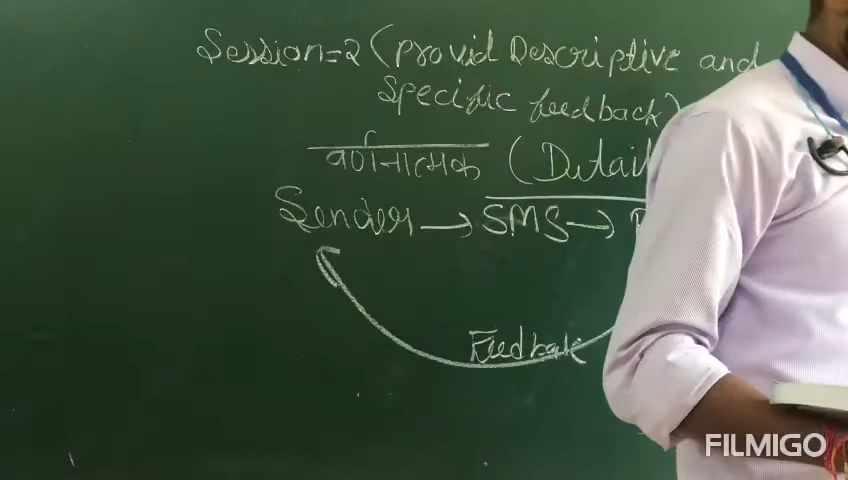 Session=2 (Provid Descriptive and
Specific feedback)
वर्णनात्मक (Detail
Sender → SMS →
Feedback
FILMIGO